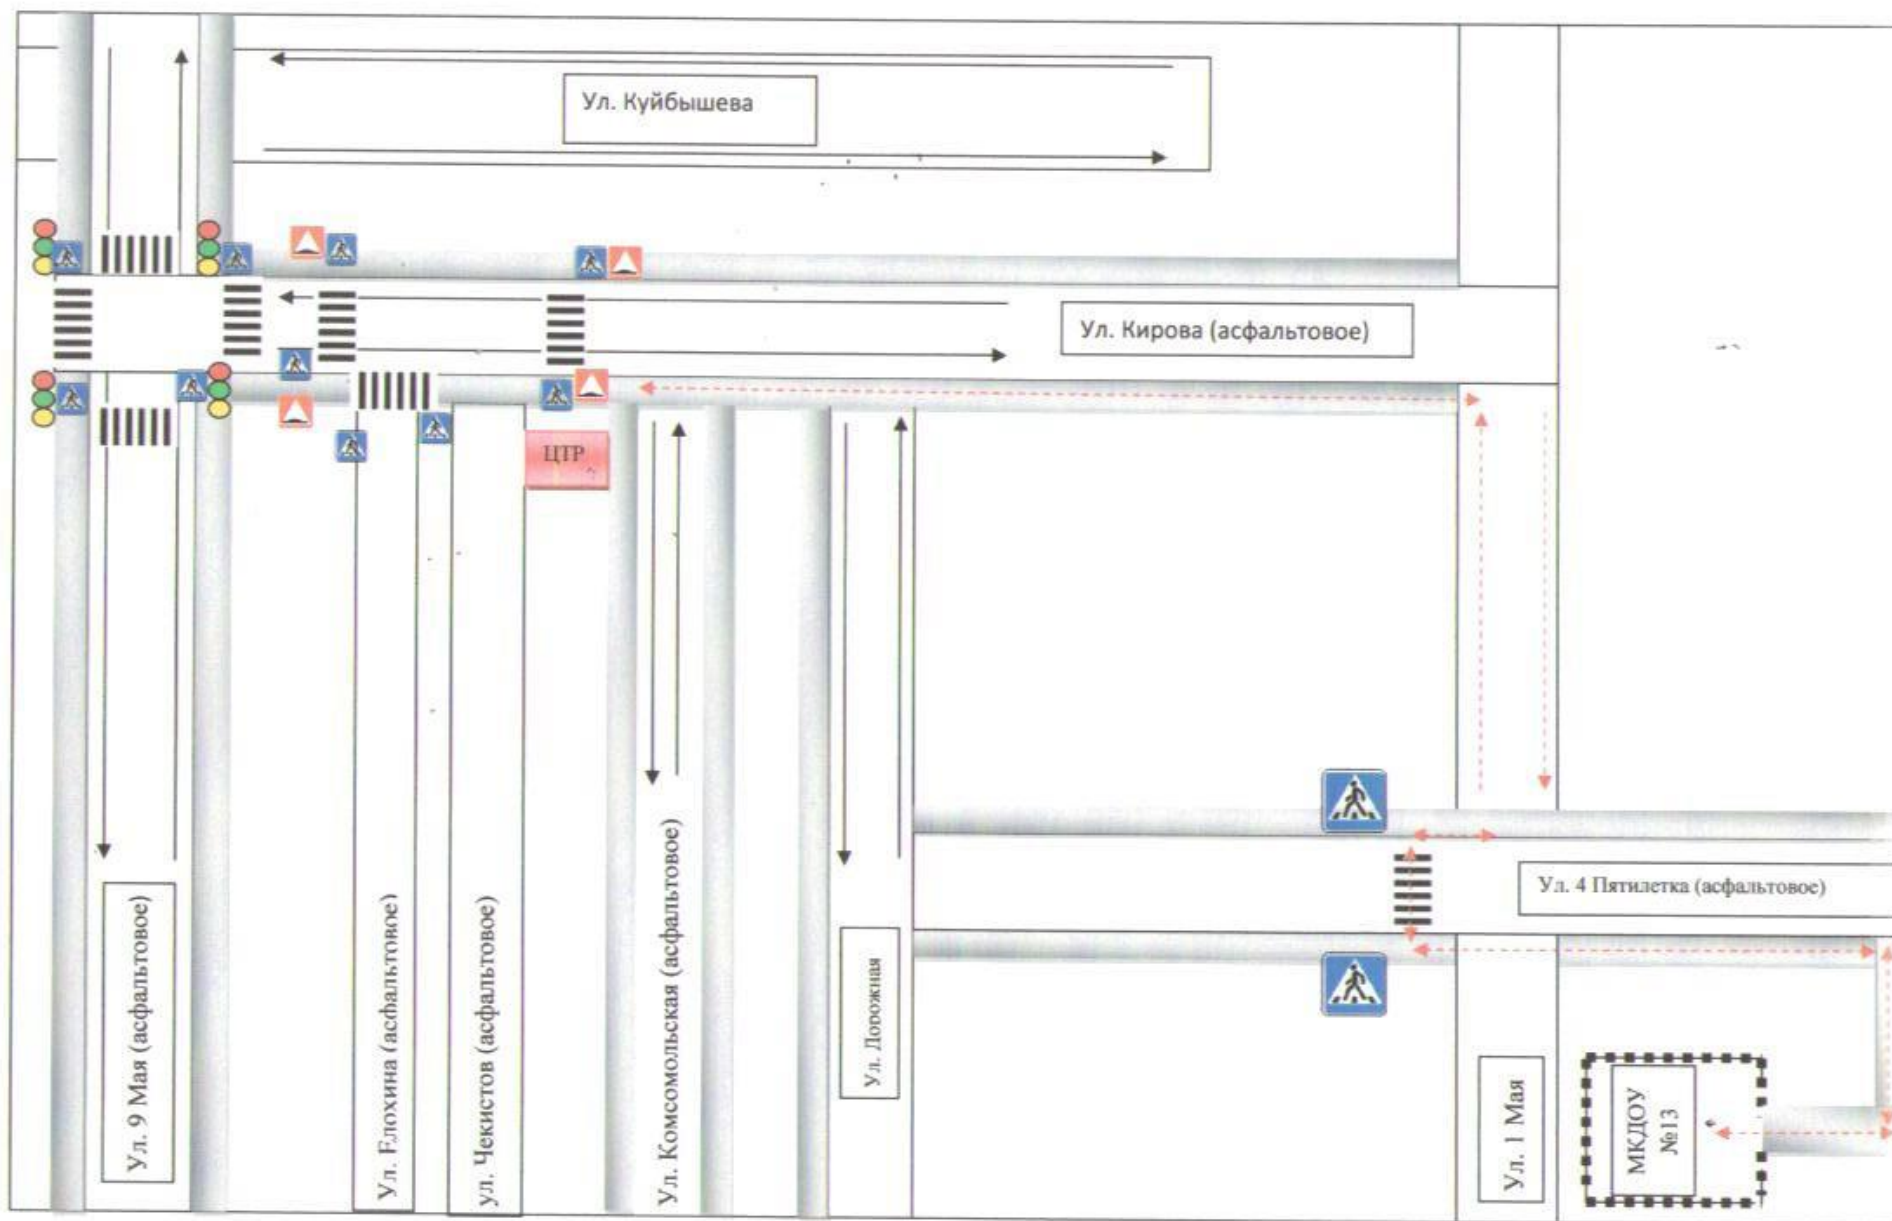 Ул. Куйбышева
Ул. Кирова (асфальтовое)
ЦТР
Ул. 9 Мая (асфальтовое)
Ул. Елохина (асфальтовое)
ул. Чекистов (асфальтовое)
Ул. Комсомольская (асфальтовое)
Ул. Дорожная
Ул. 4 Пятилетка (асфальтовое)
Ул. 1 Мая
МКДОУ
№13